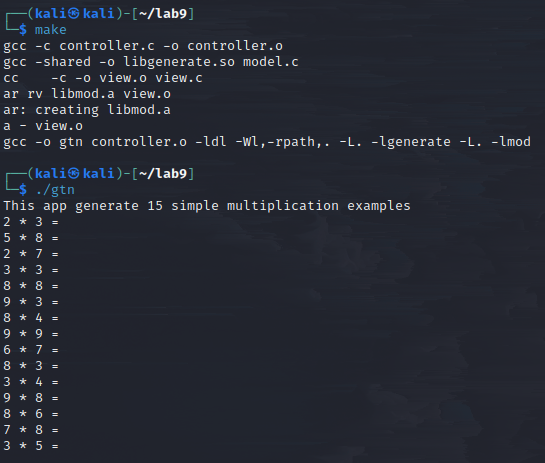 ┌──(kali㉿kali)-[~/lab9]
└─$ make
gcc -c controller.c -o controller.o
gcc -shared -o libgenerate.so model.c
cc    -c -o view.o view.c
ar rv libmod.a view.o
ar: creating libmod.a
a - view.o
gcc -o gtn controller.o -ldl -Wl,-rpath,. -L. -lgenerate -L. -lmod
┌──(kali㉿kali)-[~/lab9]
└─$ ./gtn
This app generate 15 simple multiplication examples
2 * 3 =
5 * 8 =
2 * 7 =
3 * 3 =
8 * 8 =
9 * 3 =
8 * 4 =
9 * 9 =
6 * 7 =
8 * 3 =
3 * 4 =
9 * 8 =
8 * 6 =
7 * 8 =
3 * 5 =